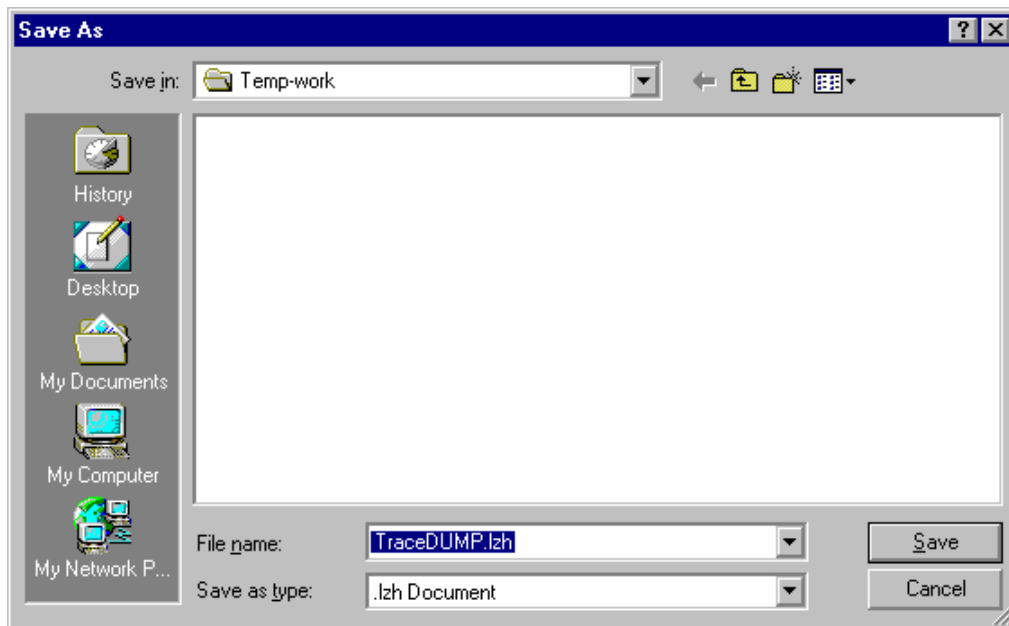 Save As
Save in: Temp-work
History
Desktop
My Documents
My Computer
My Network P...
File name: TraceDUMP.lzh Save
Save as type: .lzh Document Cancel